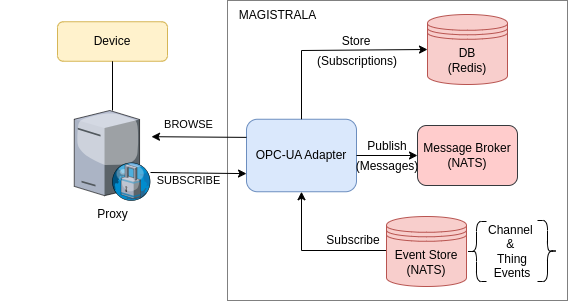 MAGISTRALA
Device
Store
(Subscriptions)
DB
(Redis)
BROWSE
SUBSCRIBE
Proxy
OPC-UA Adapter
Publish
(Messages)
Message Broker
(NATS)
Subscribe
Event Store
(NATS)
Channel
&
Thing
Events